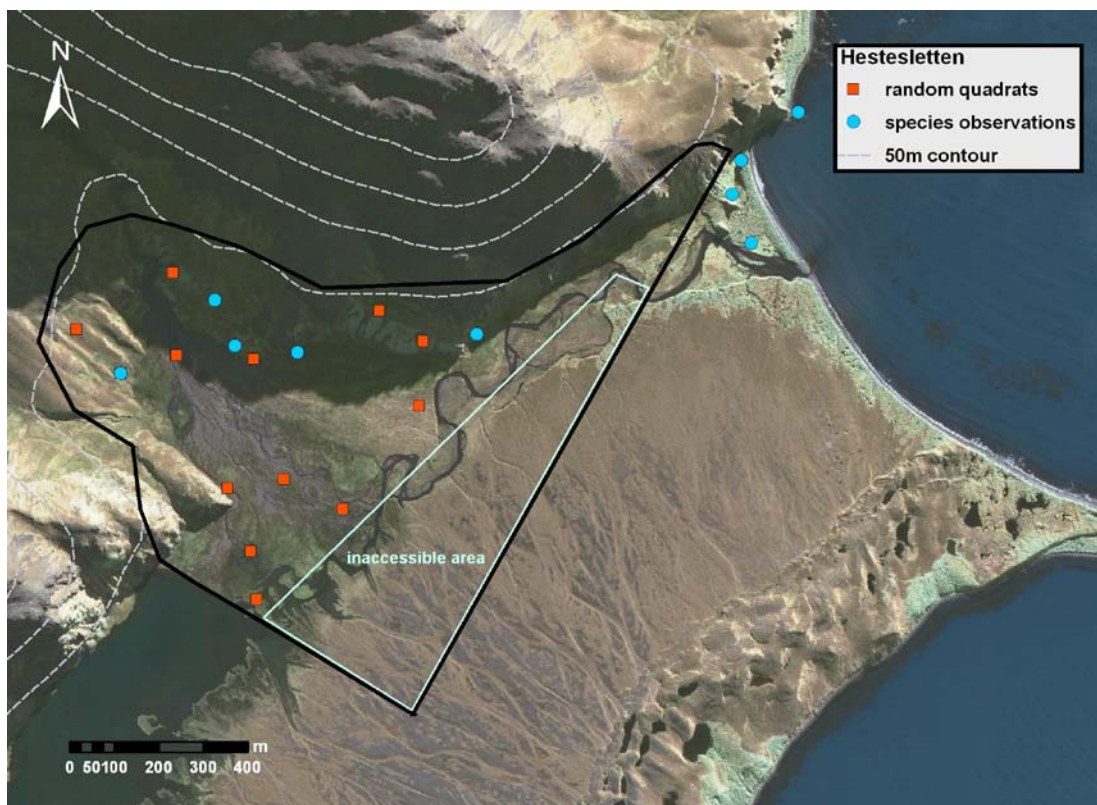 N
Hestesletten
random quadrats
species observations
50m contour
inaccessible area
m
0 50100 200 300 400